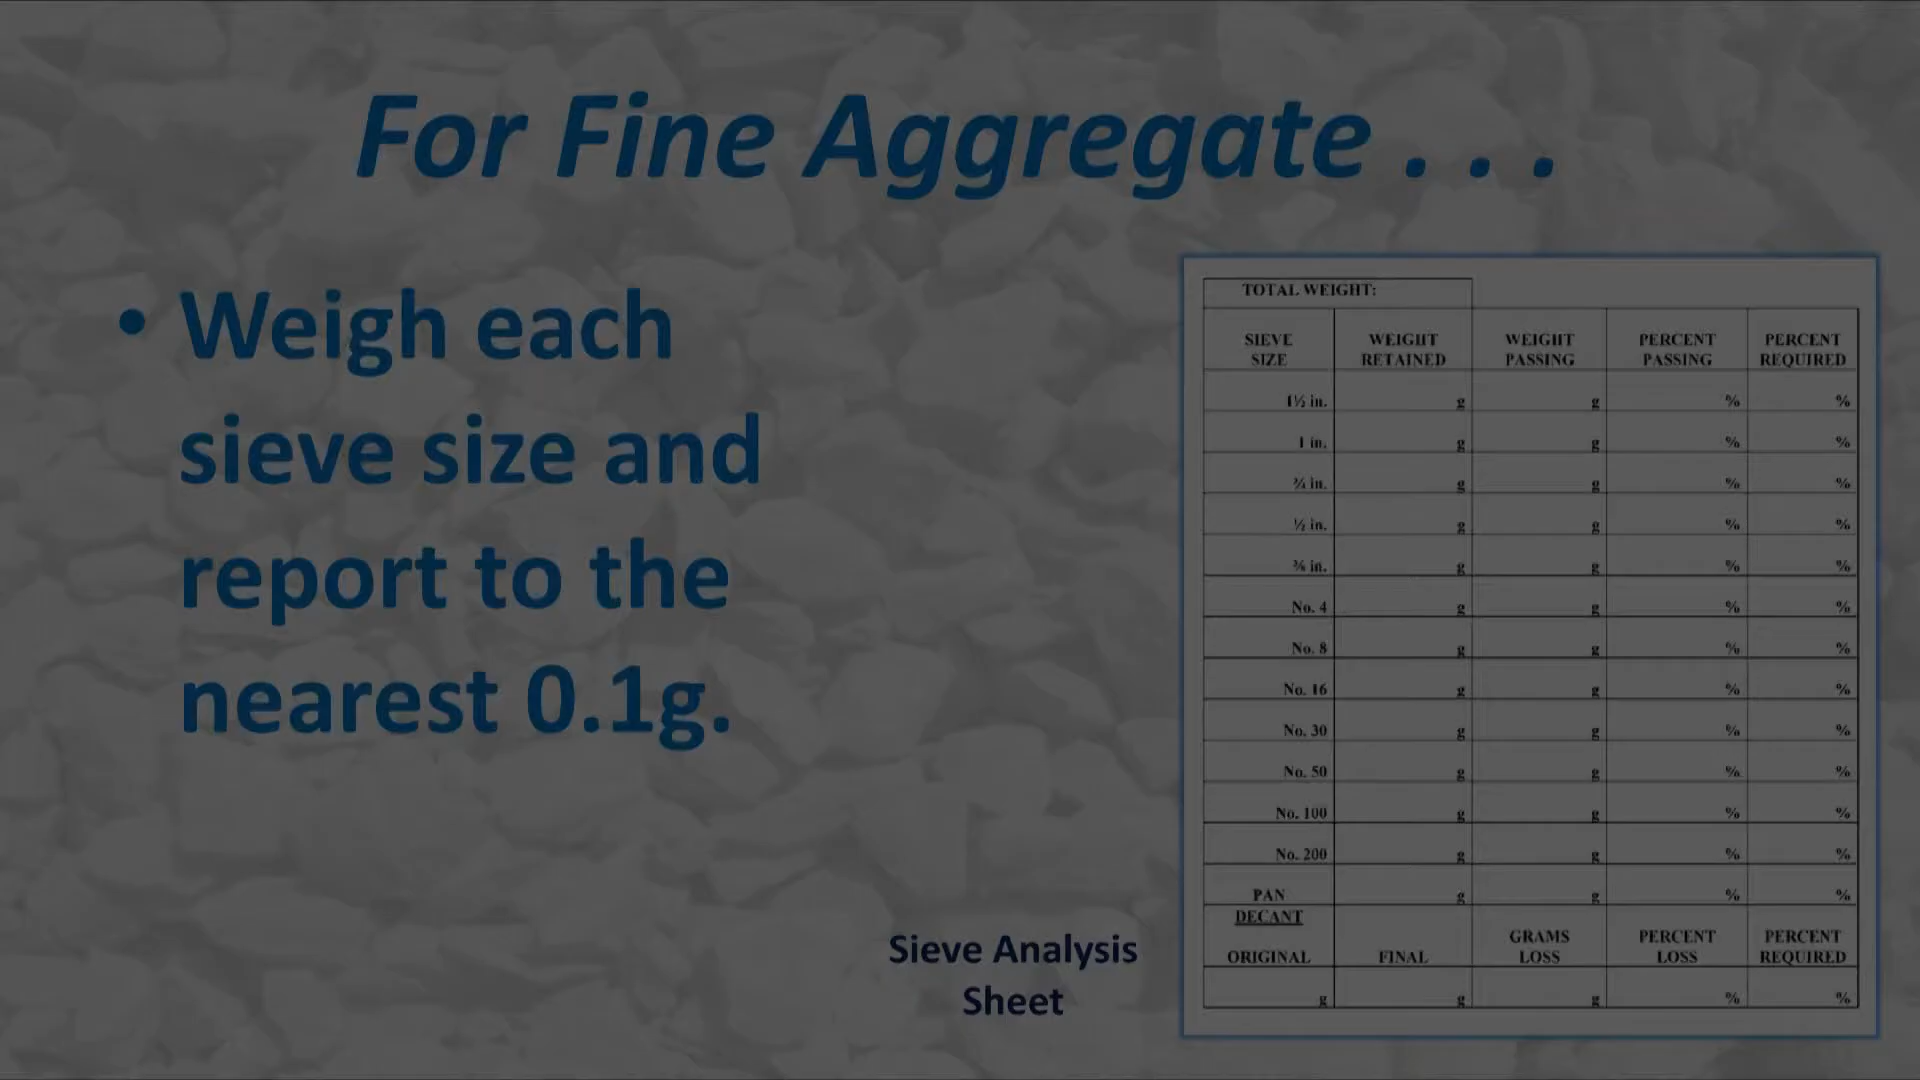 For Fine Aggregate . . .
• Weigh each
sieve size and
report to the
nearest 0.1g.
Sieve Analysis
Sheet
TOTAL WEIGHT:
SIEVE SIZE WEIGHT RETAINED WEIGHT PASSING PERCENT PASSING PERCENT REQUIRED
1½ in. g g % %
1 in. g g % %
¾ in. g g % %
½ in. g g % %
⅜ in. g g % %
No. 4 g g % %
No. 8 g g % %
No. 16 g g % %
No. 30 g g % %
No. 50 g g % %
No. 100 g g % %
No. 200 g g % %
PAN g g % %
DECANT
ORIGINAL FINAL GRAMS LOSS PERCENT LOSS PERCENT REQUIRED
g g g % %